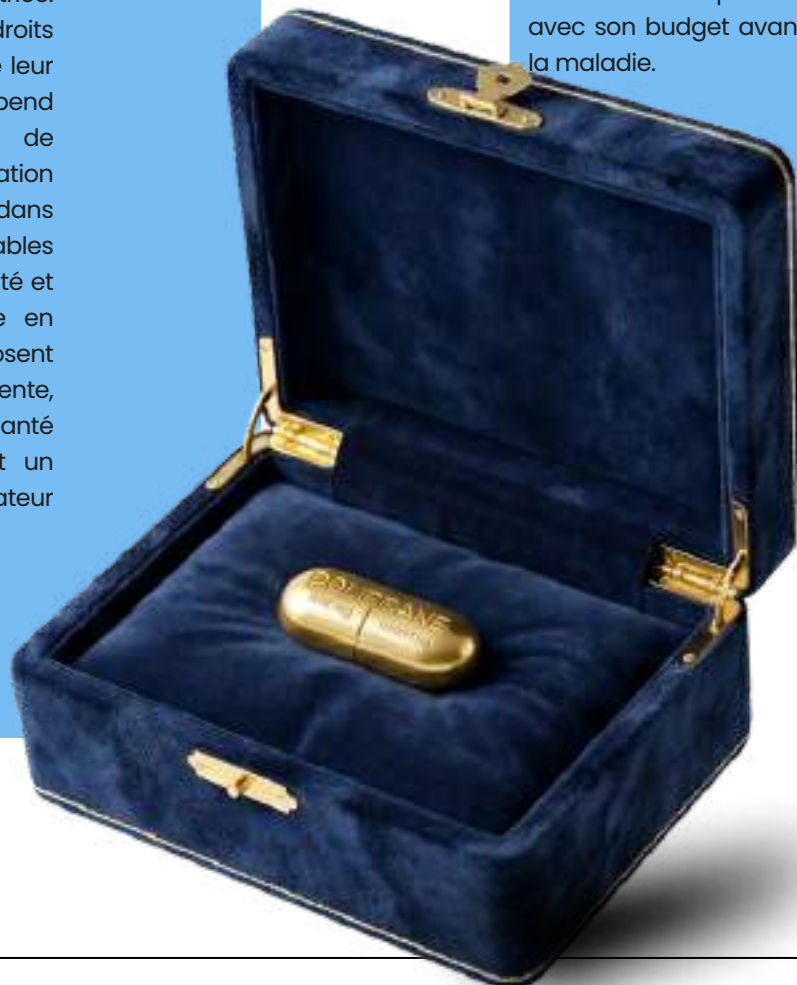 droits
leur
pend
de
ation
dans
ables
té et
e en
osent
ente,
anté
t un
ateur
avec son budget avan
la maladie.
DOLIPRANE